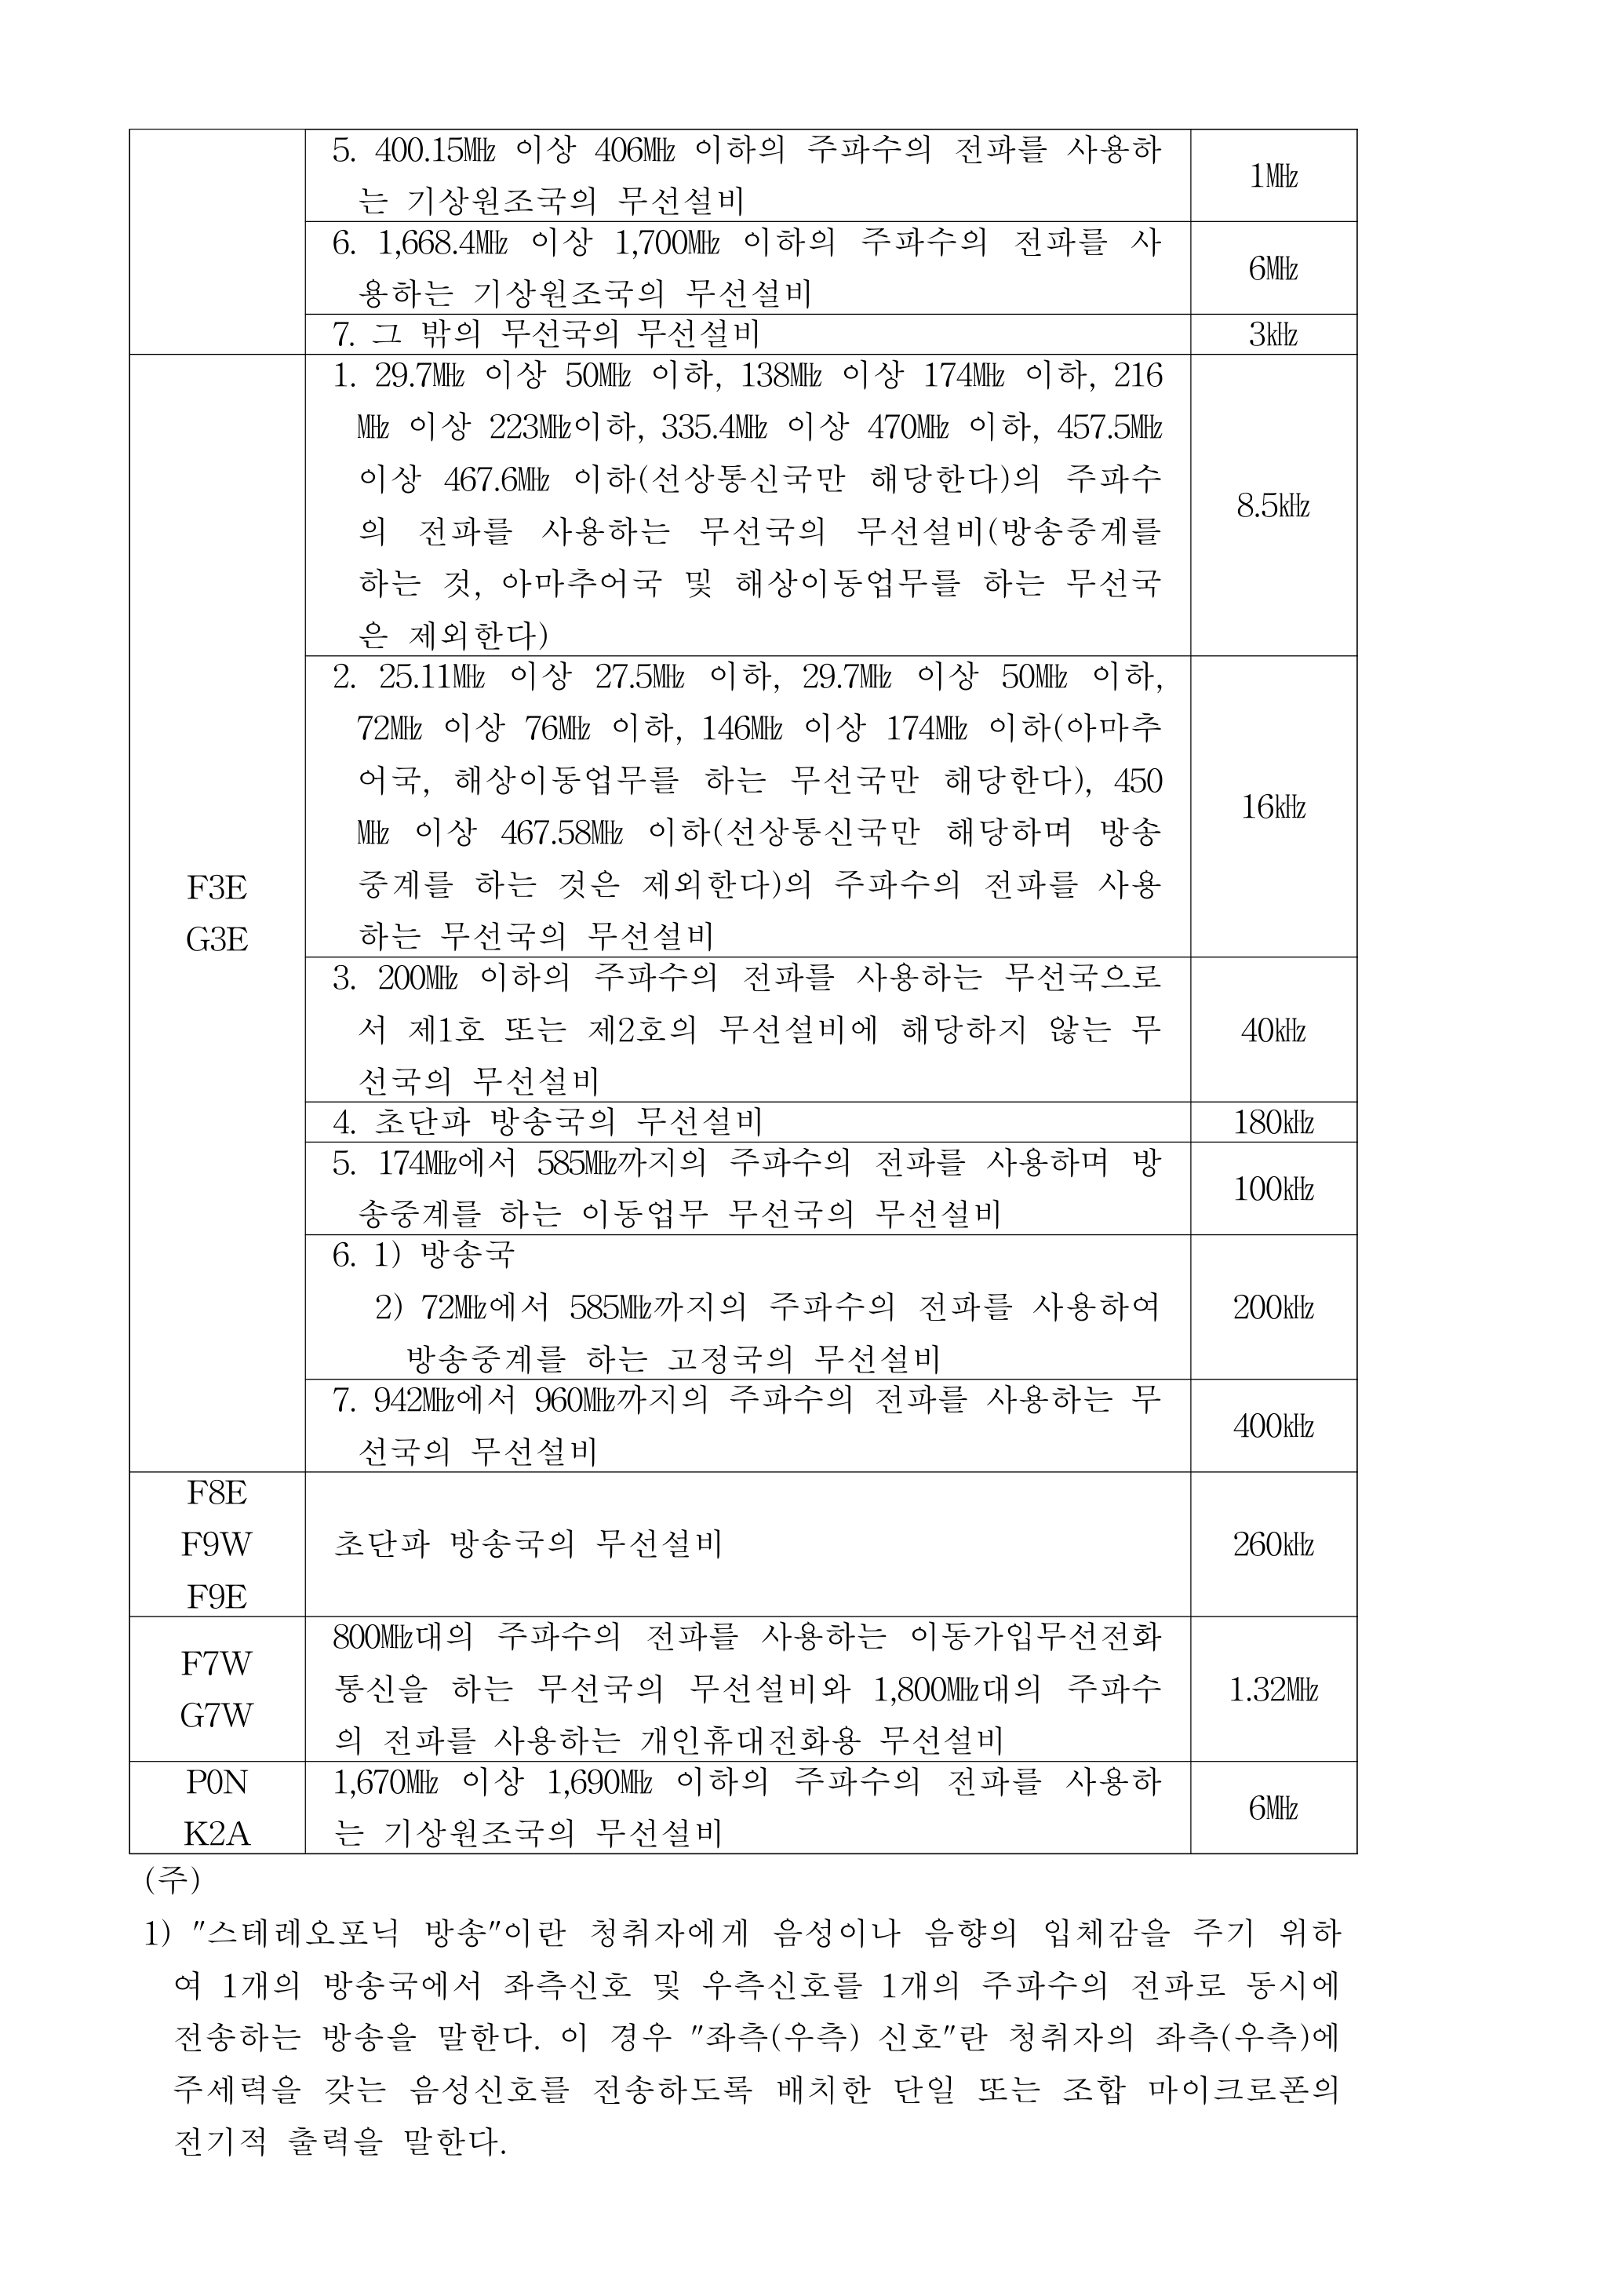 5. 400.15㎒ 이상 406㎒ 이하의 주파수의 전파를 사용하
는 기상원조국의 무선설비
1㎒
6. 1,668.4㎒ 이상 1,700㎒ 이하의 주파수의 전파를 사
용하는 기상원조국의 무선설비
6㎒
7. 그 밖의 무선국의 무선설비
3㎑
F3E
G3E
1. 29.7㎒ 이상 50㎒ 이하, 138㎒ 이상 174㎒ 이하, 216
㎒ 이상 223㎒이하, 335.4㎒ 이상 470㎒ 이하, 457.5㎒
이상 467.6㎒ 이하(선상통신국만 해당한다)의 주파수
의 전파를 사용하는 무선국의 무선설비(방송중계를
하는 것, 아마추어국 및 해상이동업무를 하는 무선국
은 제외한다)
8.5㎑
2. 25.11㎒ 이상 27.5㎒ 이하, 29.7㎒ 이상 50㎒ 이하,
72㎒ 이상 76㎒ 이하, 146㎒ 이상 174㎒ 이하(아마추
어국, 해상이동업무를 하는 무선국만 해당한다), 450
㎒ 이상 467.58㎒ 이하(선상통신국만 해당하며 방송
중계를 하는 것은 제외한다)의 주파수의 전파를 사용
하는 무선국의 무선설비
16㎑
3. 200㎒ 이하의 주파수의 전파를 사용하는 무선국으로
서 제1호 또는 제2호의 무선설비에 해당하지 않는 무
선국의 무선설비
40㎑
4. 초단파 방송국의 무선설비
180㎑
5. 174㎒에서 585㎒까지의 주파수의 전파를 사용하며 방
송중계를 하는 이동업무 무선국의 무선설비
100㎑
6. 1) 방송국
2) 72㎒에서 585㎒까지의 주파수의 전파를 사용하여
방송중계를 하는 고정국의 무선설비
200㎑
7. 942㎒에서 960㎒까지의 주파수의 전파를 사용하는 무
선국의 무선설비
400㎑
F8E
F9W
F9E
초단파 방송국의 무선설비
260㎑
F7W
G7W
800㎒대의 주파수의 전파를 사용하는 이동가입무선전화
통신을 하는 무선국의 무선설비와 1,800㎒대의 주파수
의 전파를 사용하는 개인휴대전화용 무선설비
1.32㎒
P0N
K2A
1,670㎒ 이상 1,690㎒ 이하의 주파수의 전파를 사용하
는 기상원조국의 무선설비
6㎒
(주)
1) "스테레오포닉 방송"이란 청취자에게 음성이나 음향의 입체감을 주기 위하
여 1개의 방송국에서 좌측신호 및 우측신호를 1개의 주파수의 전파로 동시에
전송하는 방송을 말한다. 이 경우 "좌측(우측) 신호"란 청취자의 좌측(우측)에
주세력을 갖는 음성신호를 전송하도록 배치한 단일 또는 조합 마이크로폰의
전기적 출력을 말한다.